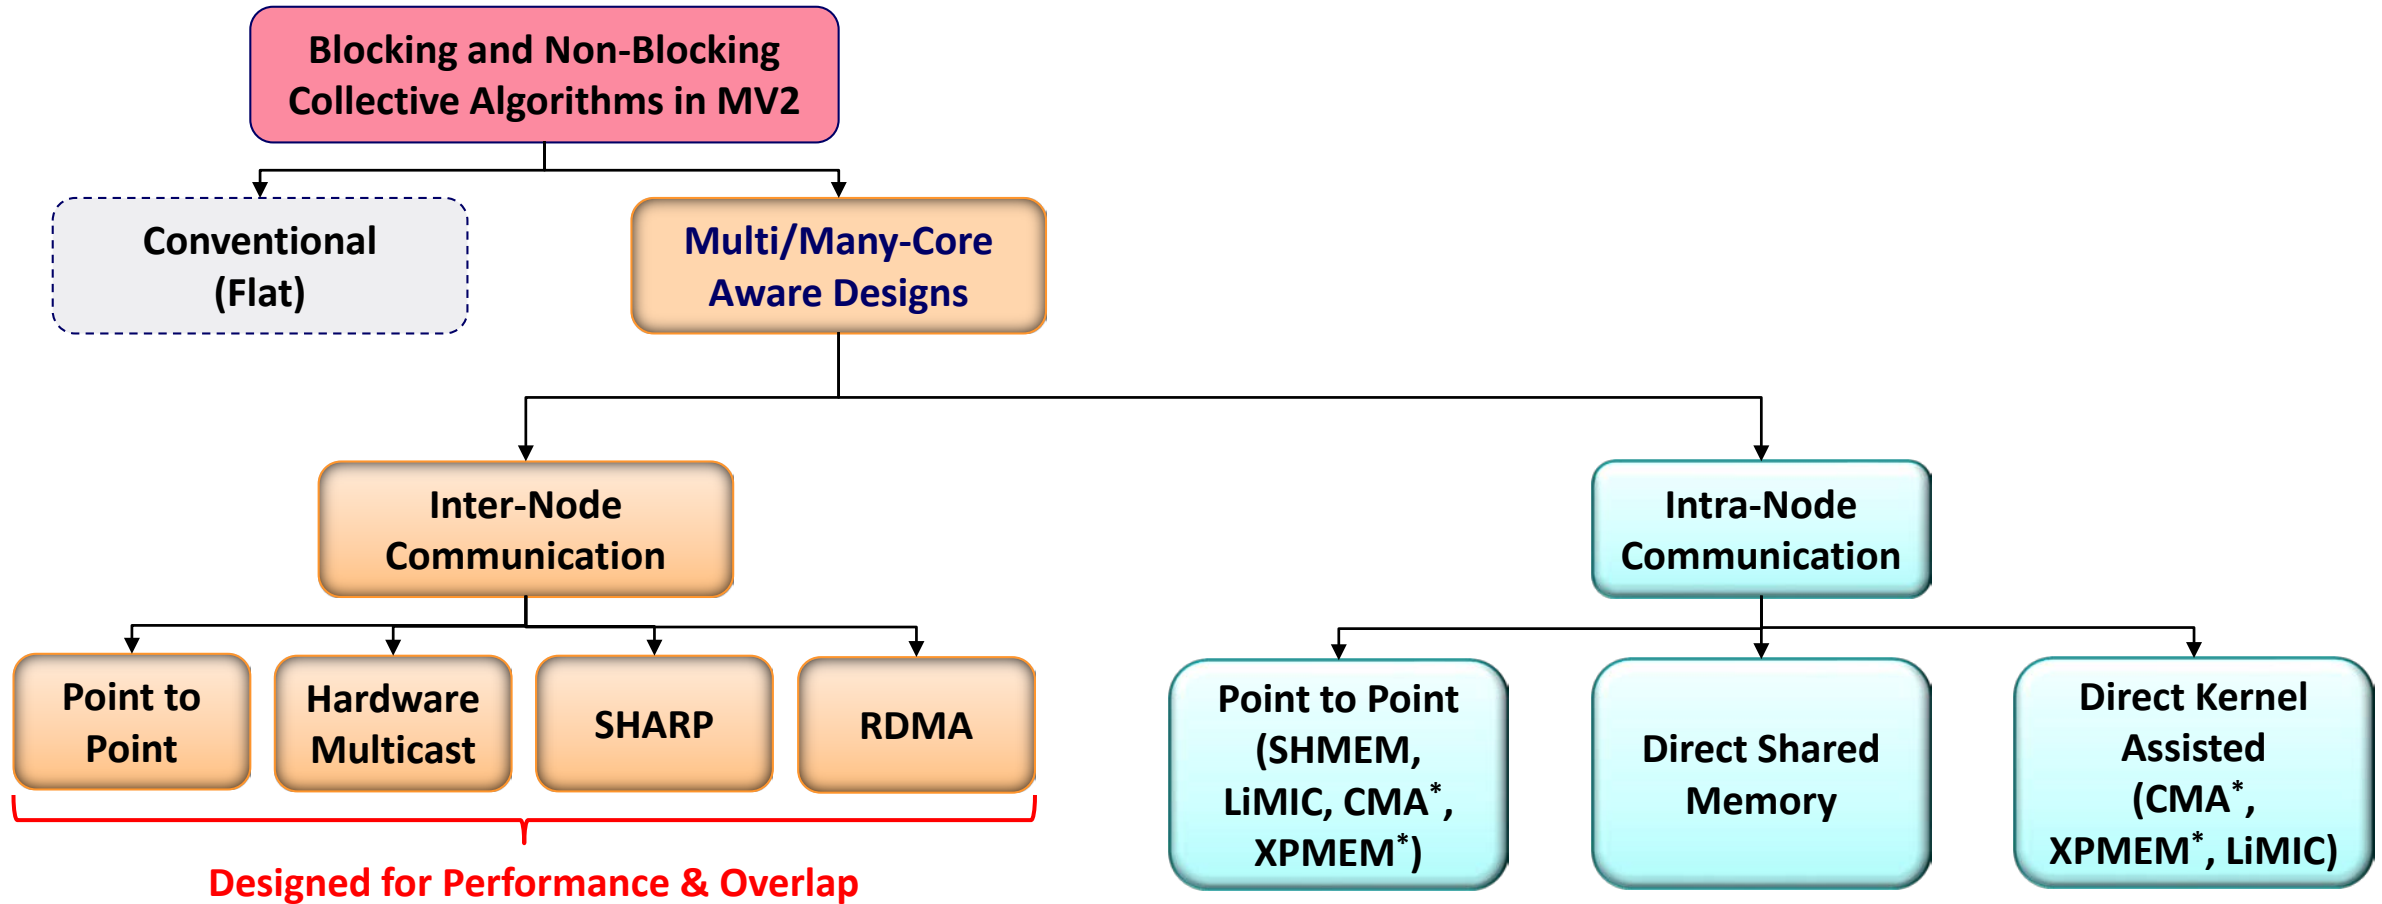 Blocking and Non-Blocking
Collective Algorithms in MV2
Conventional
(Flat)
Multi/Many-Core
Aware Designs
Inter-Node
Communication
Intra-Node
Communication
Point to
Point
Hardware
Multicast
SHARP
RDMA
Point to Point
(SHMEM,
LiMIC, CMA*,
XPMEM*)
Direct Shared
Memory
Direct Kernel
Assisted
(CMA*,
XPMEM*, LiMIC)
Designed for Performance & Overlap